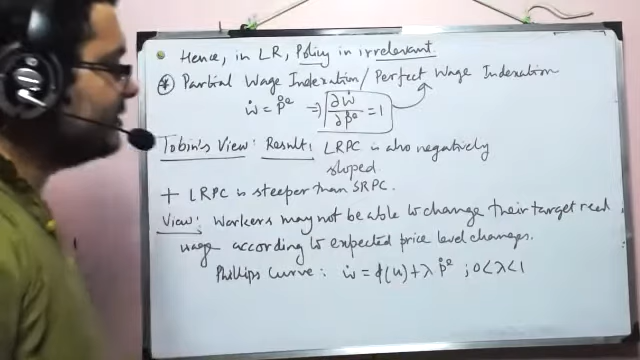 • Hence, in LR, Policy in irrelevant.
* Partial Wage Indexation/ Perfect Wage Indexation
ẇ = ṗᵉ ⇒ ∂ẇ/∂ṗᵉ = 1
Tobin's View: Result: LRPC is also negatively
sloped.
+ LRPC is steeper than SRPC.
View: Workers may not be able to change their target real
wage according to expected price level changes.
Phillips Curve: ẇ = ϕ(u) + λ ṗᵉ ; 0 < λ < 1